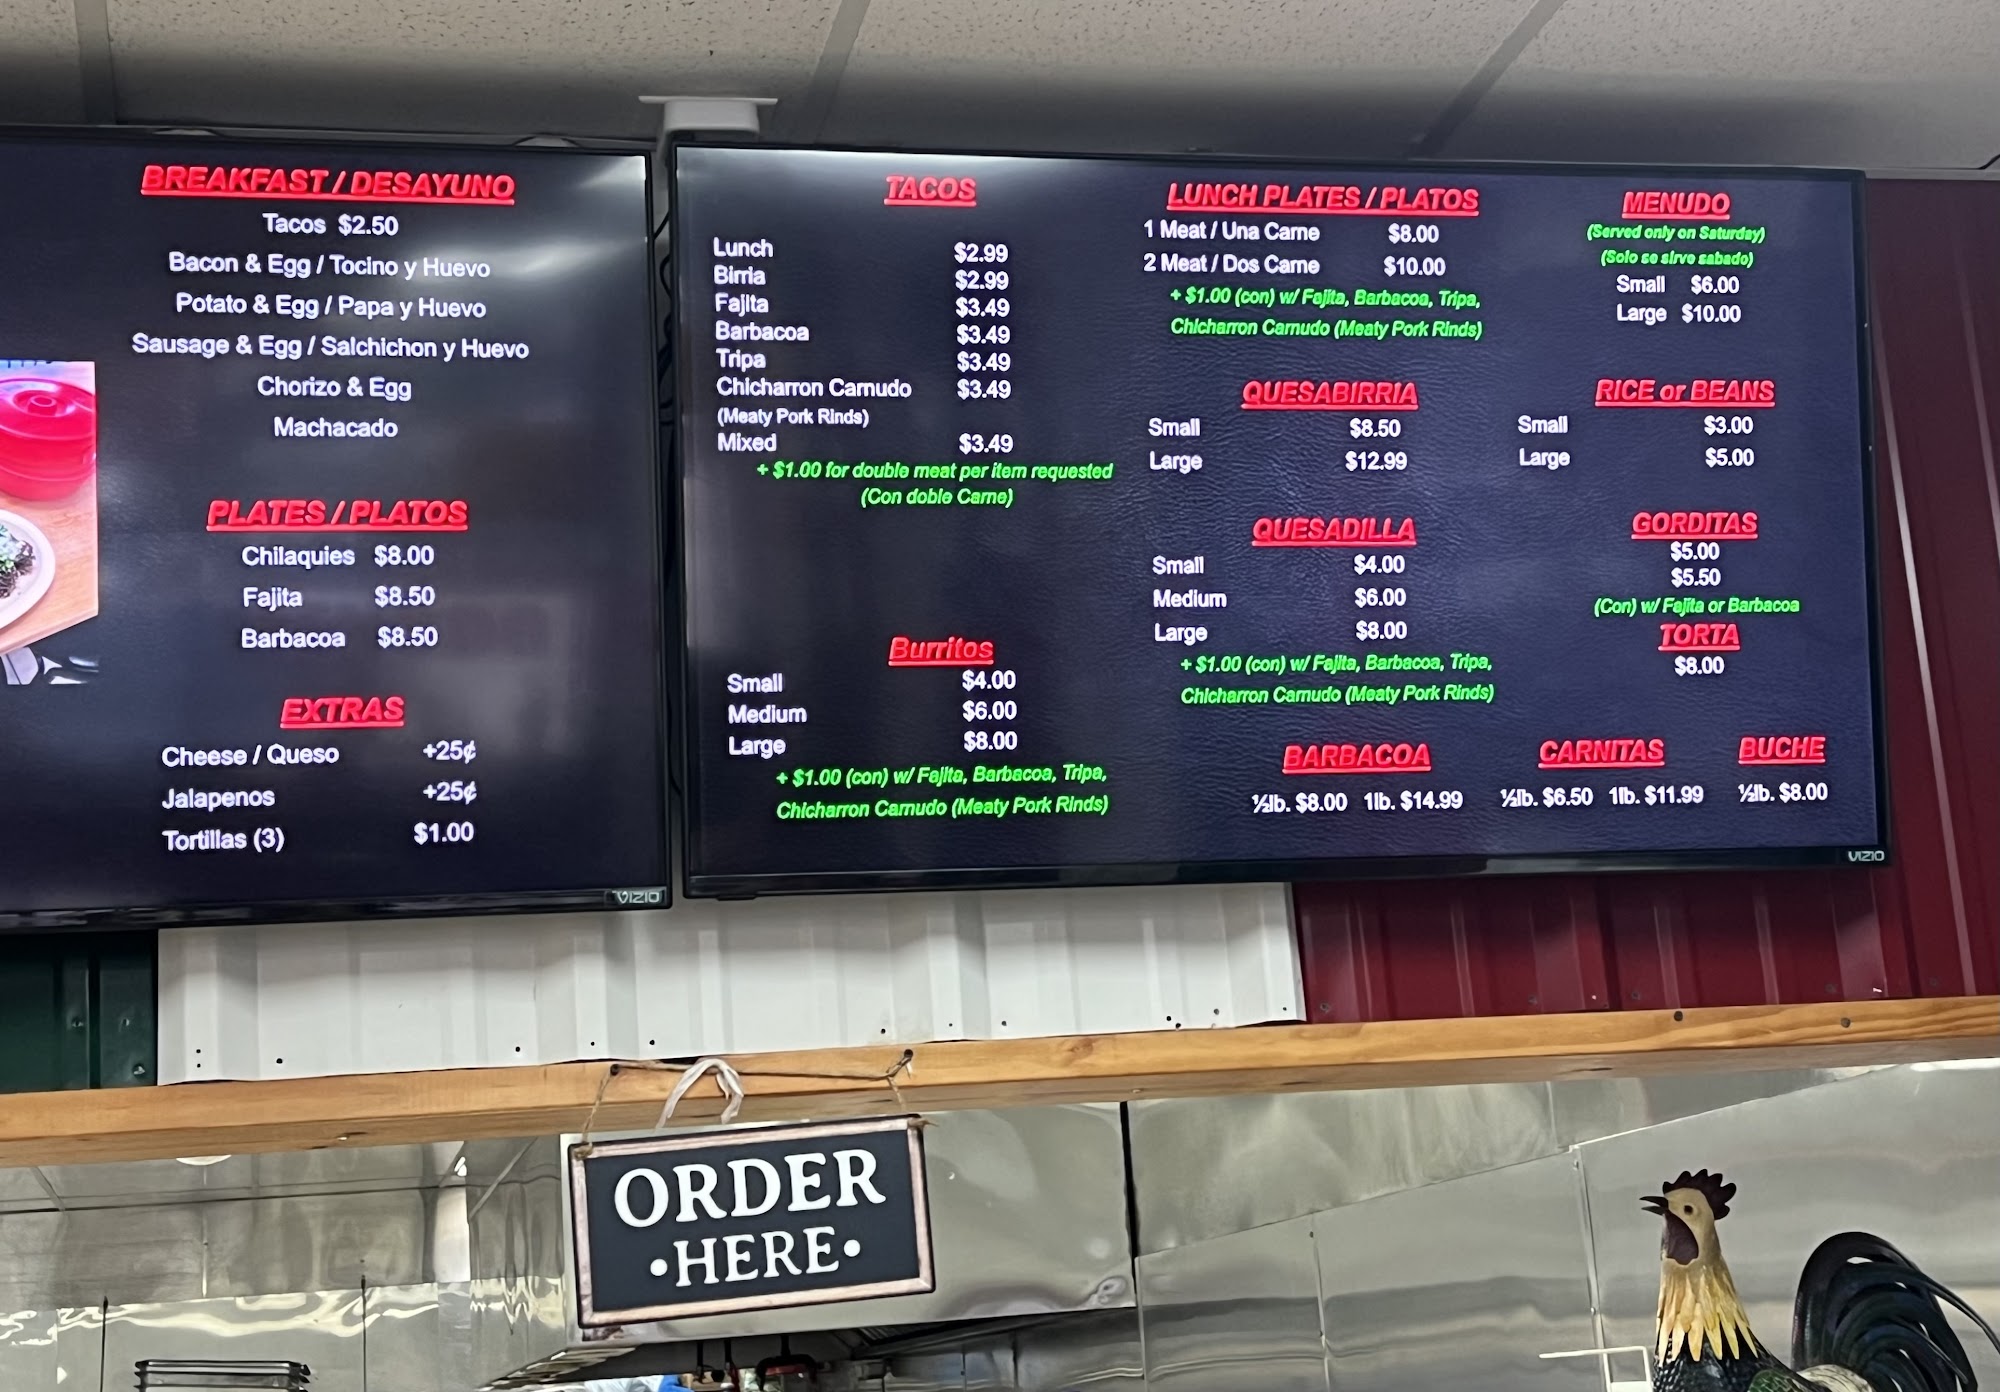 BREAKFAST / DESAYUNO
Tacos $2.50
Bacon & Egg / Tocino y Huevo
Potato & Egg / Papa y Huevo
Sausage & Egg / Salchichon y Huevo
Chorizo & Egg
Machacado
PLATES / PLATOS
Chilaquies $8.00
Fajita $8.50
Barbacoa $8.50
EXTRAS
Cheese / Queso +25¢
Jalapenos +25¢
Tortillas (3) $1.00
VIZIO
TACOS
Lunch $2.99
Birria $2.99
Fajita $3.49
Barbacoa $3.49
Tripa $3.49
Chicharron Carnudo $3.49
(Meaty Pork Rinds)
Mixed $3.49
+ $1.00 for double meat per item requested
(Con doble Carne)
Burritos
Small $4.00
Medium $6.00
Large $8.00
+ $1.00 (con) w/ Fajita, Barbacoa, Tripa,
Chicharron Carnudo (Meaty Pork Rinds)
LUNCH PLATES / PLATOS
1 Meat / Una Carne $8.00
2 Meat / Dos Carne $10.00
+ $1.00 (con) w/ Fajita, Barbacoa, Tripa,
Chicharron Carnudo (Meaty Pork Rinds)
QUESABIRRIA
Small $8.50
Large $12.99
QUESADILLA
Small $4.00
Medium $6.00
Large $8.00
+ $1.00 (con) w/ Fajita, Barbacoa, Tripa,
Chicharron Carnudo (Meaty Pork Rinds)
MENUDO
(Served only on Saturday)
(Solo se sirve sabado)
Small $6.00
Large $10.00
RICE or BEANS
Small $3.00
Large $5.00
GORDITAS
$5.00
$5.50
(Con) w/ Fajita or Barbacoa
TORTA
$8.00
BARBACOA
½lb. $8.00 1lb. $14.99
CARNITAS
½lb. $6.50 1lb. $11.99
BUCHE
½lb. $8.00
VIZIO
ORDER
•HERE•